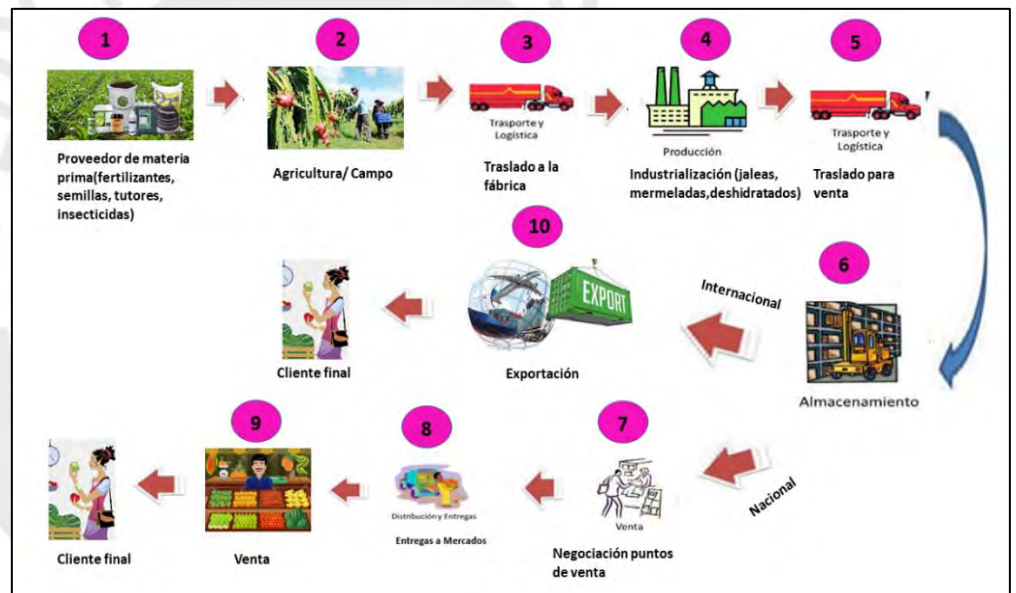 1
2
3
4
5
Trasporte y
Logística
Producción
Trasporte y
Logística
Proveedor de materia
prima(fertilizantes,
semillas, tutores,
insecticidas)
Agricultura/ Campo
Traslado a la
fábrica
Industrialización (jaleas,
mermeladas,deshidratados)
Traslado para
venta
10
6
EXPORT
Internacional
Cliente final
Exportación
Almacenamiento
9
8
7
Nacional
Distribución y Entregas
Venta
Cliente final
Venta
Entregas a Mercados
Negociación puntos
de venta